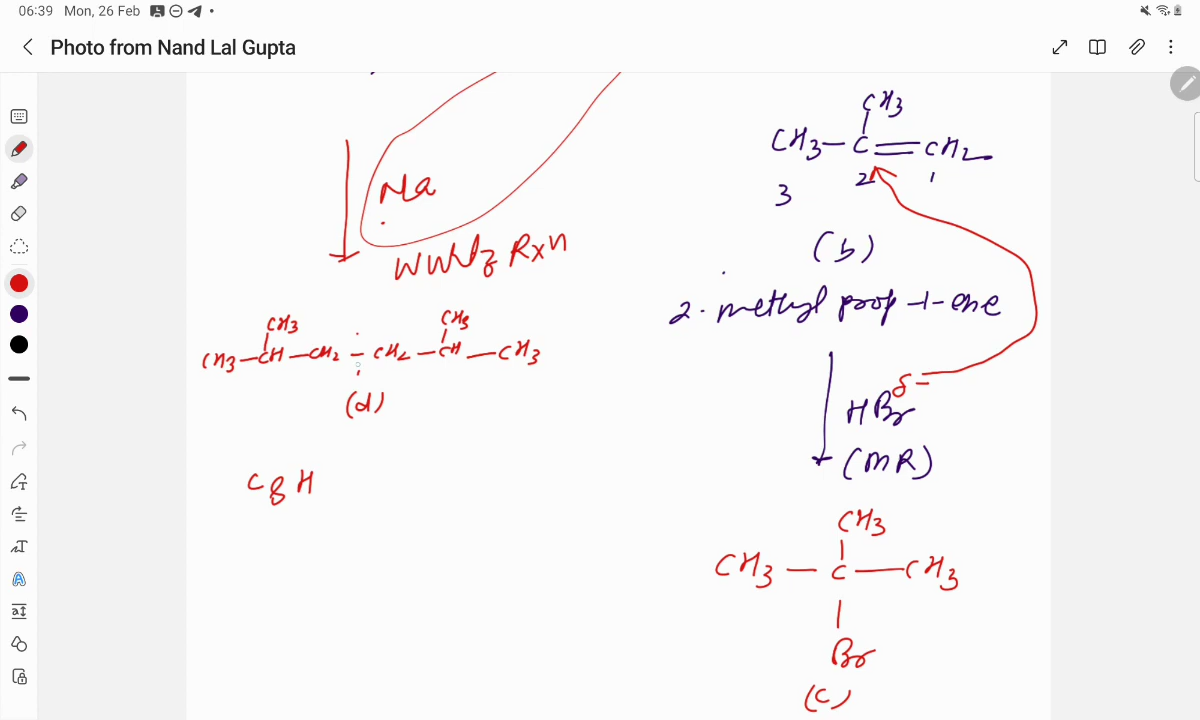 06:39 Mon, 26 Feb
Photo from Nand Lal Gupta
CH3
CH3—C=CH2
3 2 1
(b)
2-methyl prop-1-ene
Na
Wurtz Rxn
CH3 CH3
CH3—CH—CH2—CH2—CH—CH3
(d)
HBr δ-
(MR)
C8H
CH3
CH3—C—CH3
Br
(C)